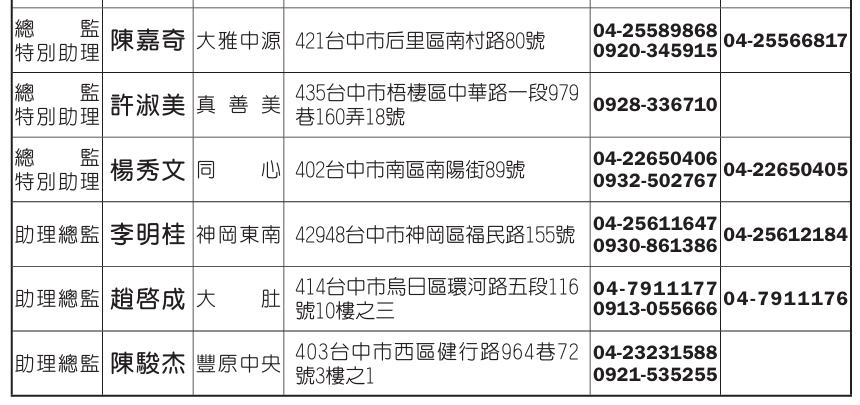 總監 陳嘉奇 大雅中源 421台中市后里區南村路80號 04-25589868 04-25566817
特別助理 0920-345915
總監 許淑美 真善美 435台中市梧棲區中華路一段979 0928-336710
特別助理 巷160弄18號
總監 楊秀文 同心 402台中市南區南陽街89號 04-22650406 04-22650405
特別助理 0932-502767
助理總監 李明桂 神岡東南 42948台中市神岡區福民路155號 04-25611647 04-25612184
0930-861386
助理總監 趙啓成 大肚 414台中市烏日區環河路五段116 04-7911177 04-7911176
號10樓之三 0913-055666
助理總監 陳駿杰 豐原中央 403台中市西區健行路964巷72 04-23231588
號3樓之1 0921-535255